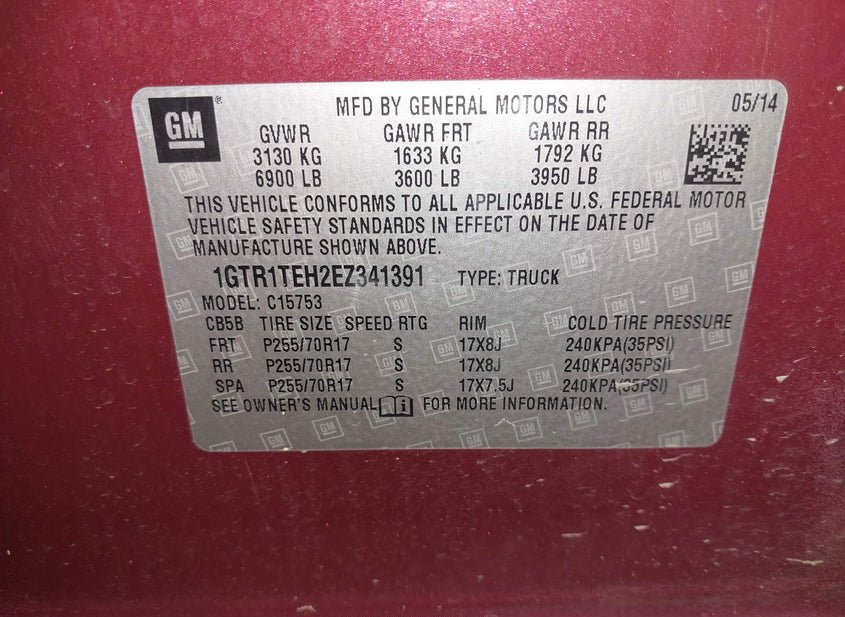 GM
MFD BY GENERAL MOTORS LLC 05/14
GVWR GAWR FRT GAWR RR
3130 KG 1633 KG 1792 KG
6900 LB 3600 LB 3950 LB
THIS VEHICLE CONFORMS TO ALL APPLICABLE U.S. FEDERAL MOTOR
VEHICLE SAFETY STANDARDS IN EFFECT ON THE DATE OF
MANUFACTURE SHOWN ABOVE.
1GTR1TEH2EZ341391 TYPE: TRUCK
MODEL: C15753
CB5B TIRE SIZE SPEED RTG RIM COLD TIRE PRESSURE
FRT P255/70R17 S 17X8J 240KPA(35PSI)
RR P255/70R17 S 17X8J 240KPA(35PSI)
SPA P255/70R17 S 17X7.5J 240KPA(35PSI)
SEE OWNER'S MANUAL FOR MORE INFORMATION.